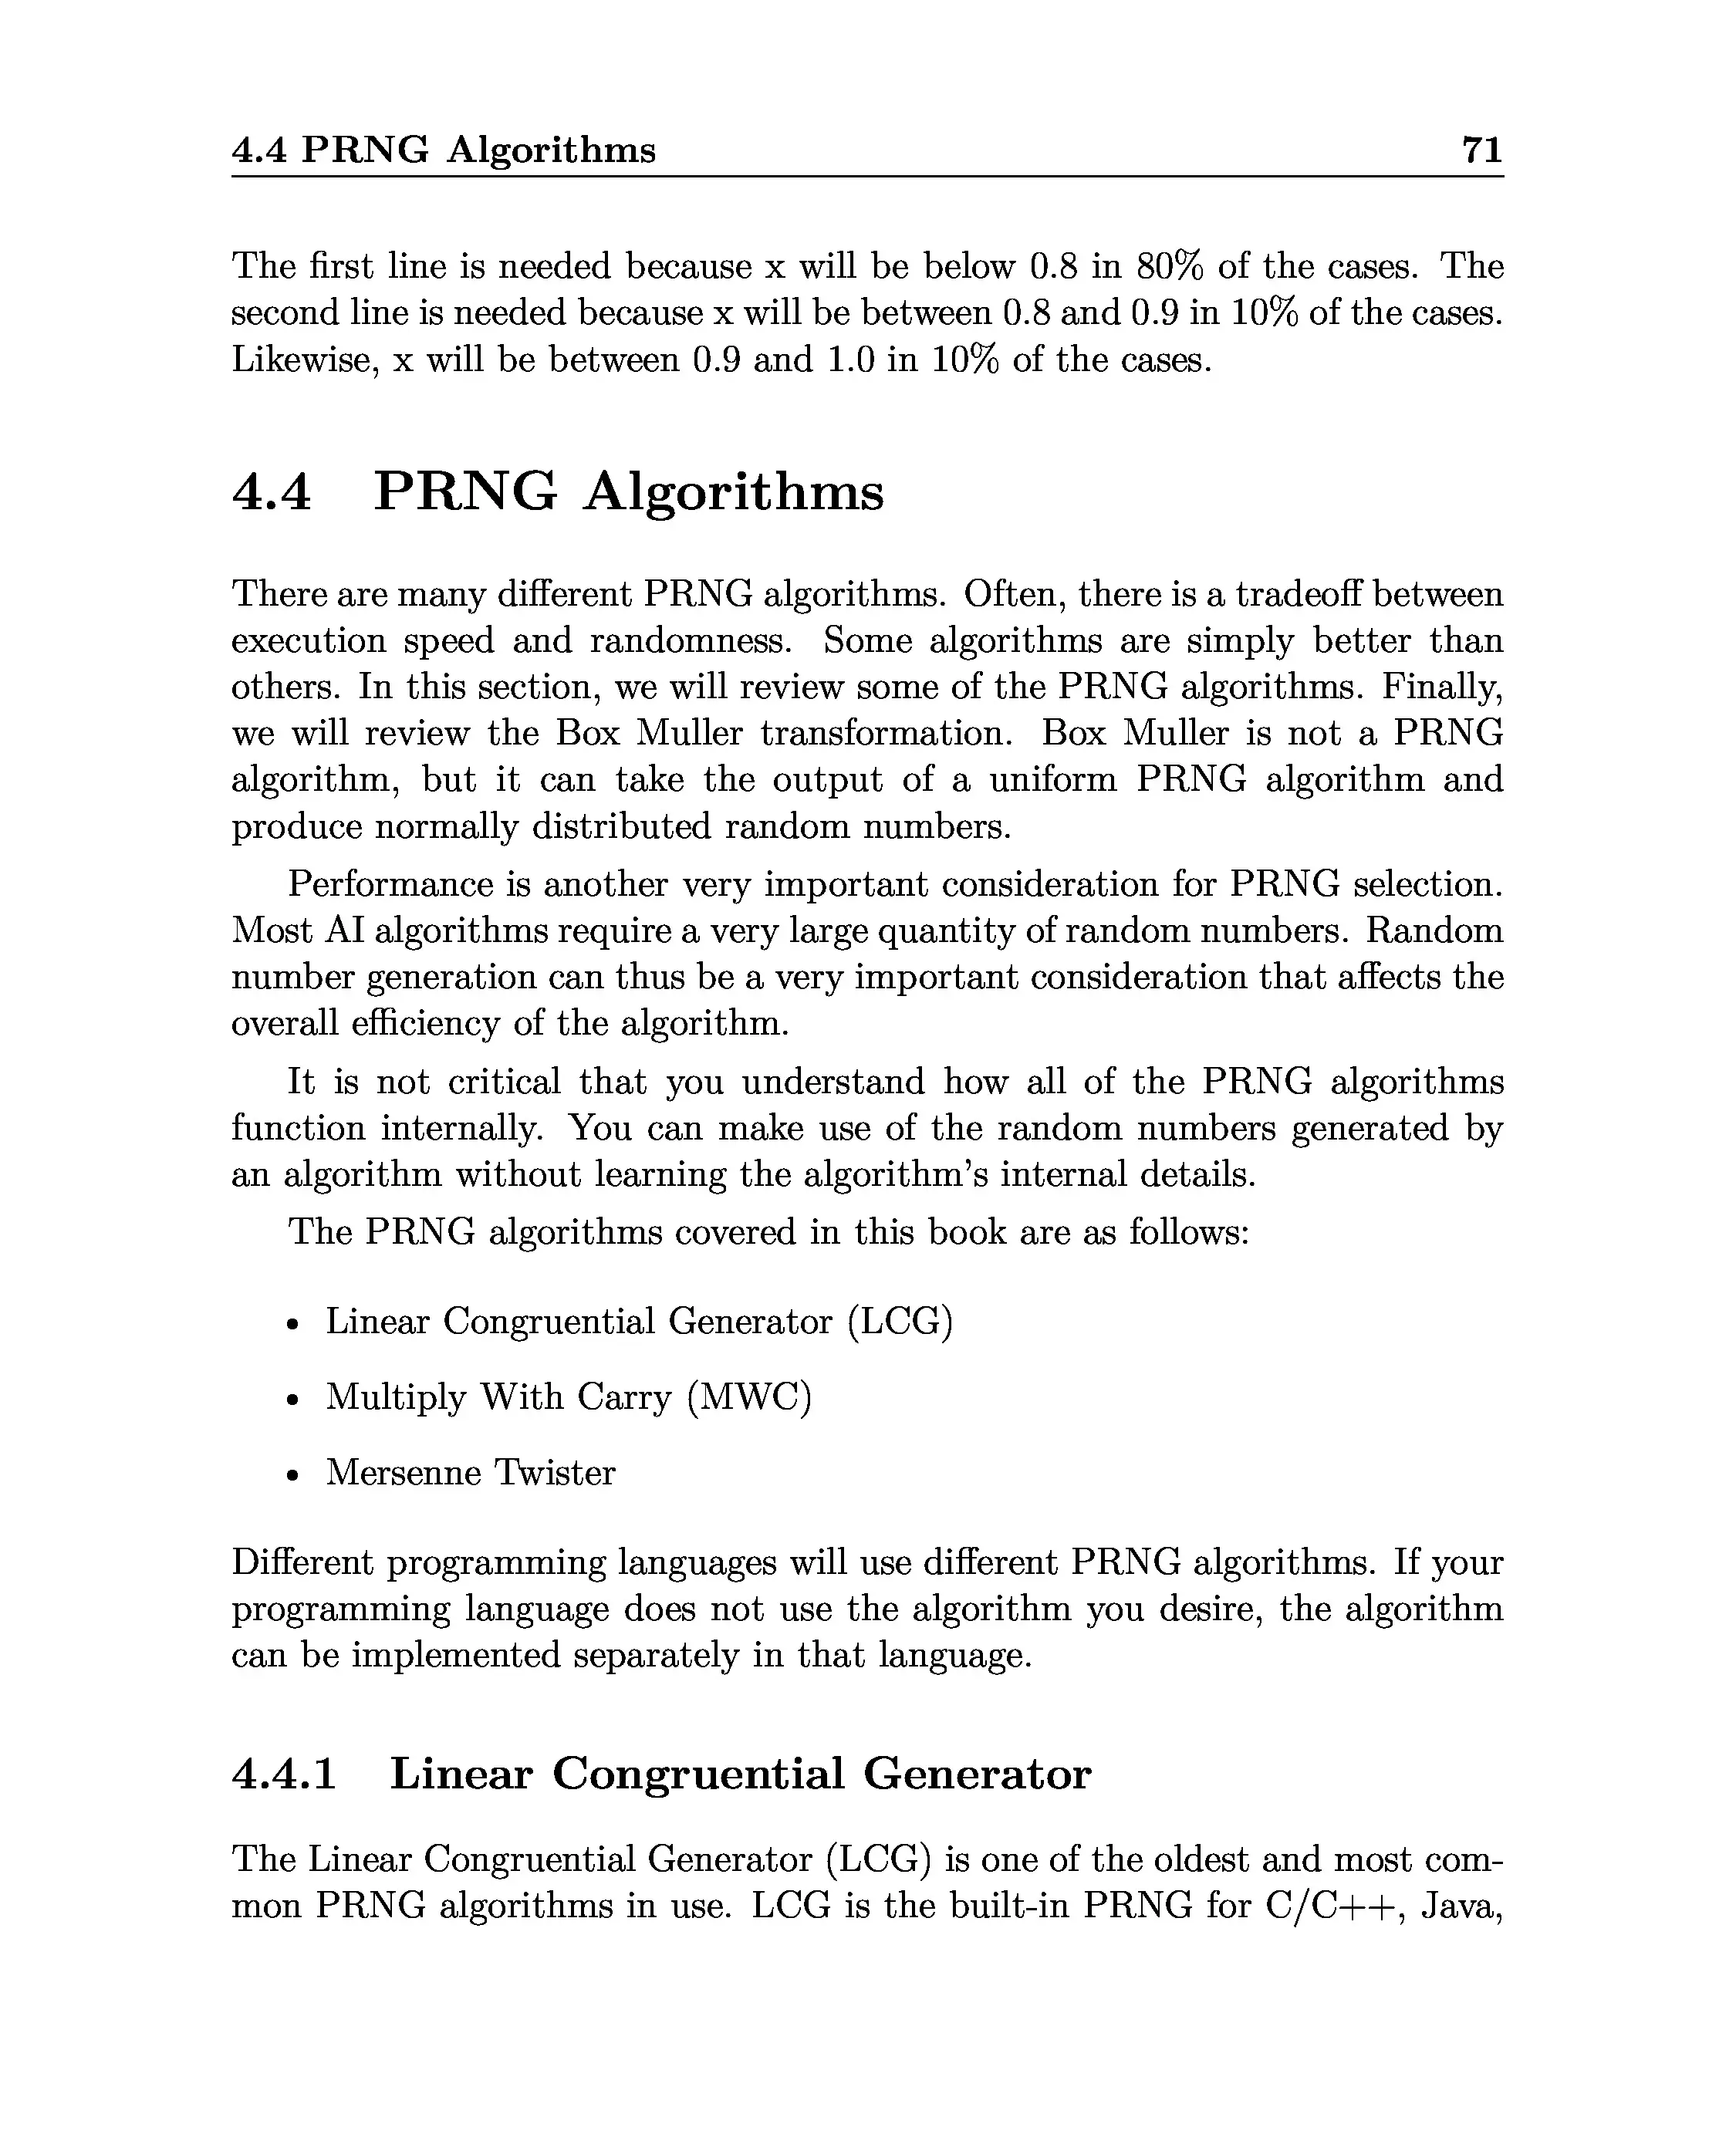 4.4 PRNG Algorithms 71
The first line is needed because x will be below 0.8 in 80% of the cases. The
second line is needed because x will be between 0.8 and 0.9 in 10% of the cases.
Likewise, x will be between 0.9 and 1.0 in 10% of the cases.
4.4 PRNG Algorithms
There are many different PRNG algorithms. Often, there is a tradeoff between
execution speed and randomness. Some algorithms are simply better than
others. In this section, we will review some of the PRNG algorithms. Finally,
we will review the Box Muller transformation. Box Muller is not a PRNG
algorithm, but it can take the output of a uniform PRNG algorithm and
produce normally distributed random numbers.
Performance is another very important consideration for PRNG selection.
Most AI algorithms require a very large quantity of random numbers. Random
number generation can thus be a very important consideration that affects the
overall efficiency of the algorithm.
It is not critical that you understand how all of the PRNG algorithms
function internally. You can make use of the random numbers generated by
an algorithm without learning the algorithm's internal details.
The PRNG algorithms covered in this book are as follows:
• Linear Congruential Generator (LCG)
• Multiply With Carry (MWC)
• Mersenne Twister
Different programming languages will use different PRNG algorithms. If your
programming language does not use the algorithm you desire, the algorithm
can be implemented separately in that language.
4.4.1 Linear Congruential Generator
The Linear Congruential Generator (LCG) is one of the oldest and most com-
mon PRNG algorithms in use. LCG is the built-in PRNG for C/C++, Java,